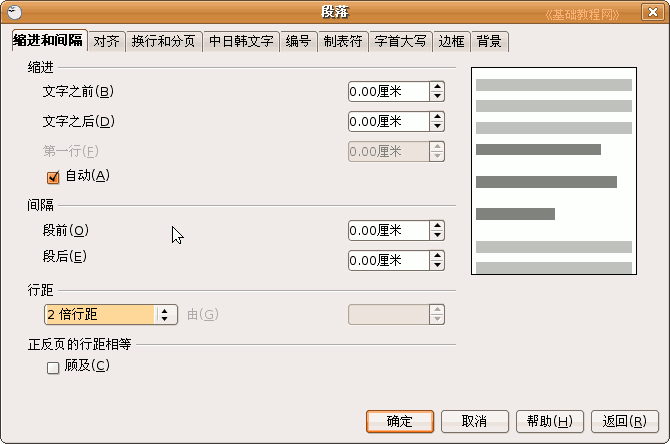 段落
《基础教程网》
缩进和间隔 对齐 换行和分页 中日韩文字 编号 制表符 字首大写 边框 背景
缩进
文字之前(B) 0.00厘米
文字之后(D) 0.00厘米
第一行(F) 0.00厘米
自动(A)
间隔
段前(O) 0.00厘米
段后(E) 0.00厘米
行距
2 倍行距 由(G)
正反页的行距相等
顾及(C)
确定 取消 帮助(H) 返回(R)